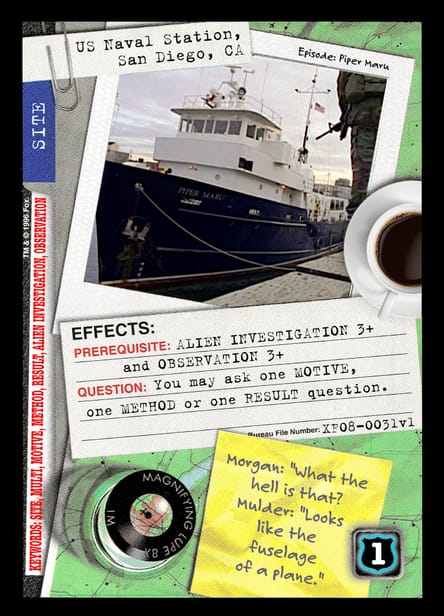 US Naval Station,
San Diego, CA
Episode: Piper Maru
SITE
PIPER MARU
TM & © 1996 Fox
KEYWORDS: SITE, MULTI, MOTIVE, METHOD, RESULT, ALIEN INVESTIGATION, OBSERVATION
EFFECTS:
PREREQUISITE: ALIEN INVESTIGATION 3+
and OBSERVATION 3+
QUESTION: You may ask one MOTIVE,
one METHOD or one RESULT question.
Bureau File Number: XF08-0031v1
MAGNIFYING LUPE 8X
Morgan: "What the
hell is that?
Mulder: "Looks
like the
fuselage
of a plane."
1